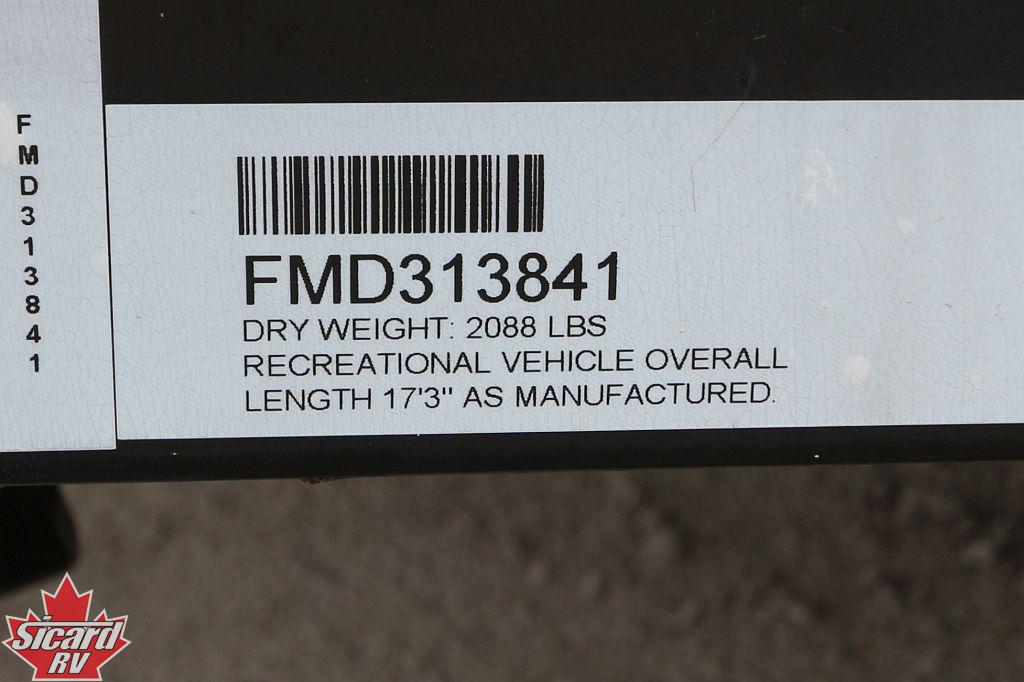 F
M
D
3
1
3
8
4
1
FMD313841
DRY WEIGHT: 2088 LBS
RECREATIONAL VEHICLE OVERALL
LENGTH 17'3" AS MANUFACTURED.
Sicard
RV